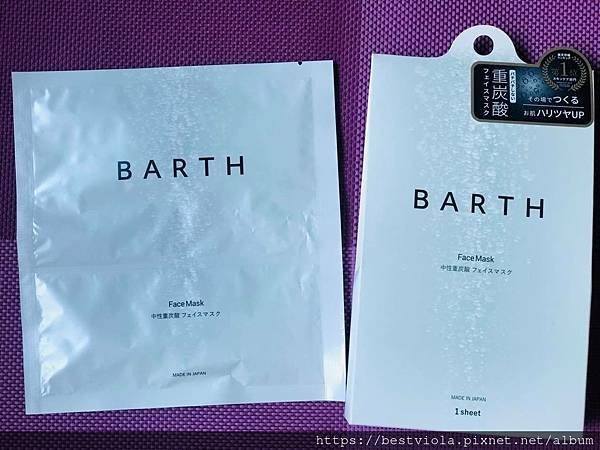 BARTH
Face Mask
中性重炭酸 フェイスマスク
MADE IN JAPAN
重炭酸
フェイスマスク
その場でつくる
お肌ハリツヤUP
BARTH
Face Mask
中性重炭酸 フェイスマスク
MADE IN JAPAN
1 sheet
https://bestviola.pixnet.net/album